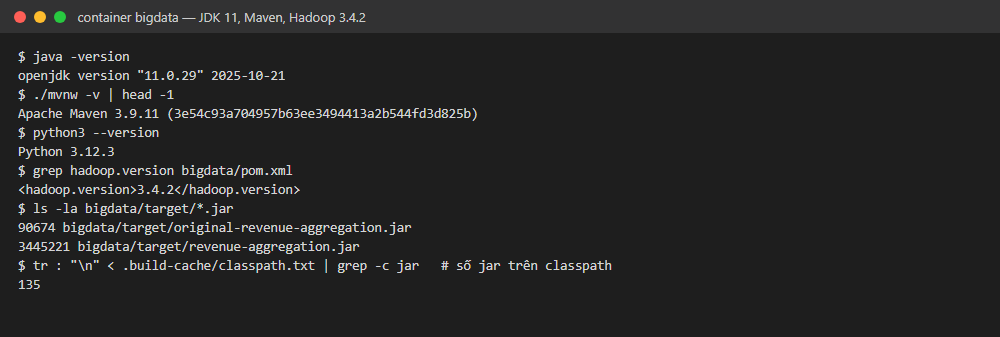 container bigdata — JDK 11, Maven, Hadoop 3.4.2
$ java -version
openjdk version "11.0.29" 2025-10-21
$ ./mvnw -v | head -1
Apache Maven 3.9.11 (3e54c93a704957b63ee3494413a2b544fd3d825b)
$ python3 --version
Python 3.12.3
$ grep hadoop.version bigdata/pom.xml
<hadoop.version>3.4.2</hadoop.version>
$ ls -la bigdata/target/*.jar
90674 bigdata/target/original-revenue-aggregation.jar
3445221 bigdata/target/revenue-aggregation.jar
$ tr : "\n" < .build-cache/classpath.txt | grep -c jar   # số jar trên classpath
135